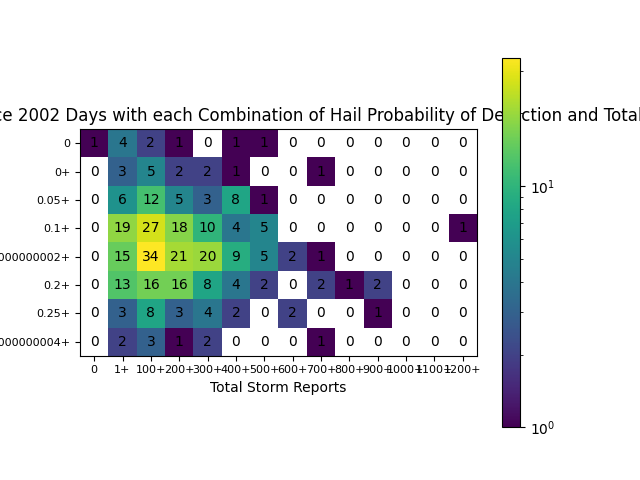 ce 2002 Days with each Combination of Hail Probability of Detection and Total
0 1 4 2 1 0 1 1 0 0 0 0 0 0 0
0+ 0 3 5 2 2 1 0 0 1 0 0 0 0 0
0.05+ 0 6 12 5 3 8 1 0 0 0 0 0 0 0
0.1+ 0 19 27 18 10 4 5 0 0 0 0 0 0 1
000000002+ 0 15 34 21 20 9 5 2 1 0 0 0 0 0
0.2+ 0 13 16 16 8 4 2 0 2 1 2 0 0 0
0.25+ 0 3 8 3 4 2 0 2 0 0 1 0 0 0
000000004+ 0 2 3 1 2 0 0 0 1 0 0 0 0 0
0 1+ 100+ 200+ 300+ 400+ 500+ 600+ 700+ 800+ 900+ 1000+ 1100+ 1200+
Total Storm Reports
10^1
10^0